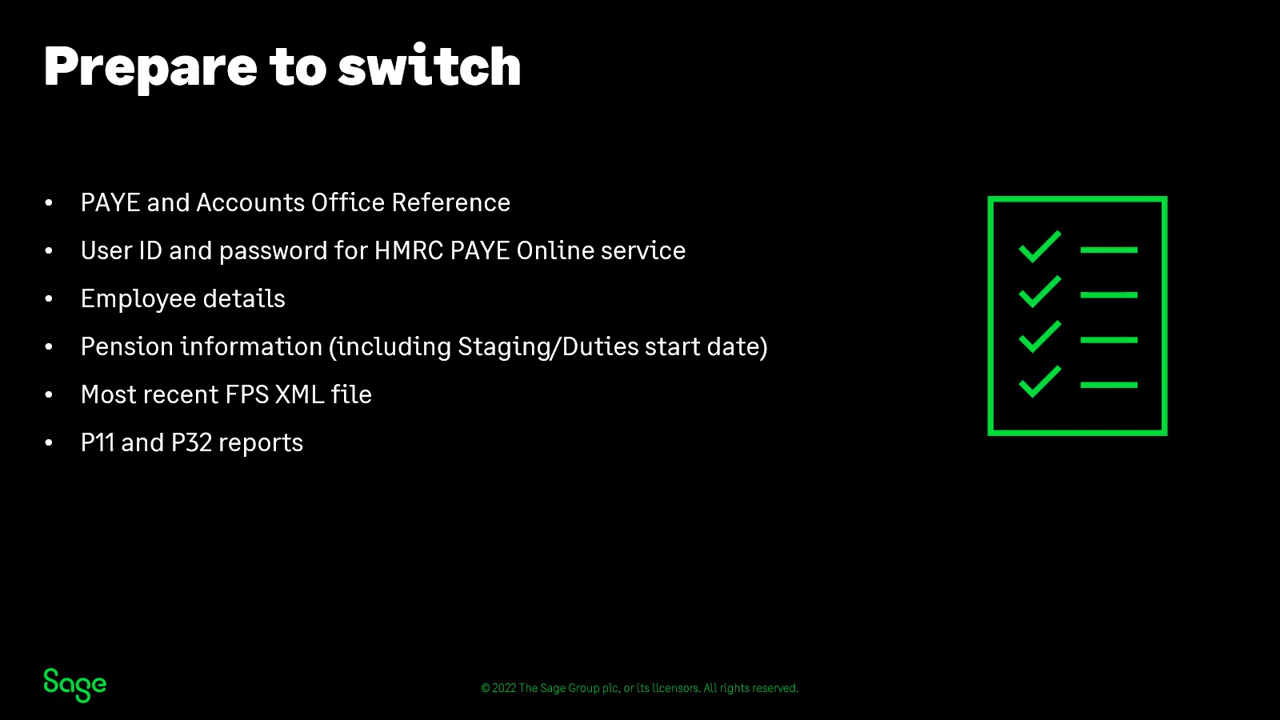 Prepare to switch
• PAYE and Accounts Office Reference
• User ID and password for HMRC PAYE Online service
• Employee details
• Pension information (including Staging/Duties start date)
• Most recent FPS XML file
• P11 and P32 reports
Sage
© 2022 The Sage Group plc, or its licensors. All rights reserved.